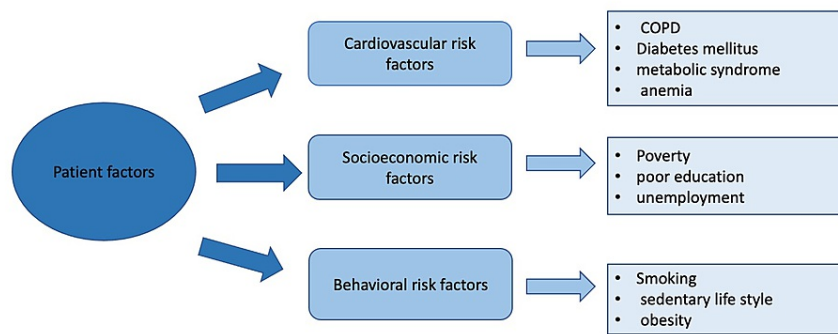 Patient factors
Cardiovascular risk
factors
• COPD
• Diabetes mellitus
• metabolic syndrome
• anemia
Socioeconomic risk
factors
• Poverty
• poor education
• unemployment
Behavioral risk factors
• Smoking
• sedentary life style
• obesity